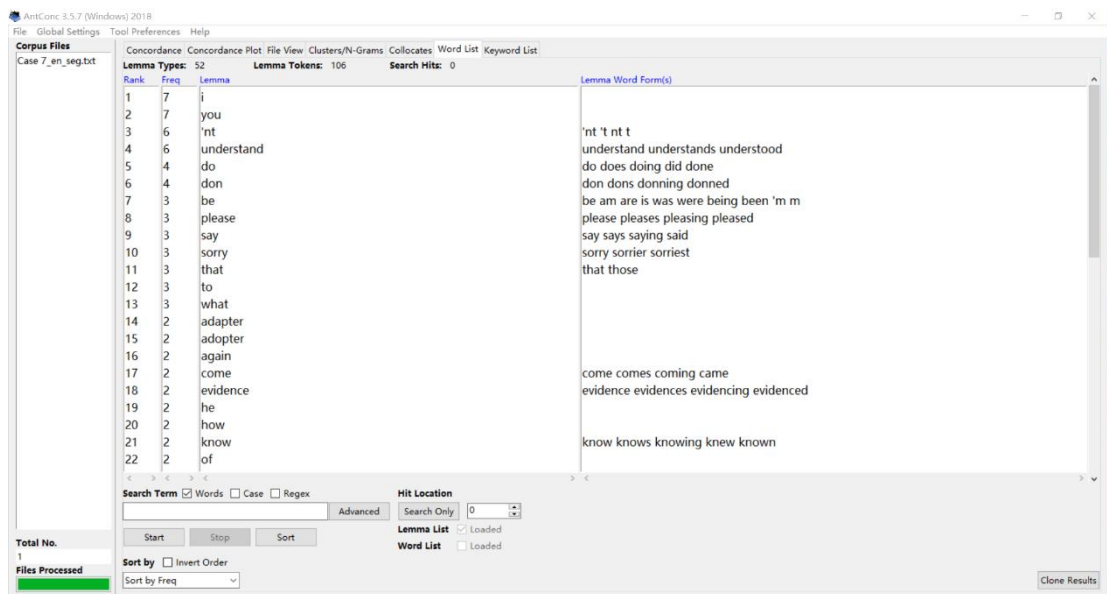 AntConc 3.5.7 (Windows) 2018
File Global Settings Tool Preferences Help
Corpus Files
Case 7_en_seg.txt
Concordance Concordance Plot File View Clusters/N-Grams Collocates Word List Keyword List
Lemma Types: 52 Lemma Tokens: 106 Search Hits: 0
Rank Freq Lemma Lemma Word Form(s)
1 7 i
2 7 you
3 6 'nt 'nt 't nt t
4 6 understand understand understands understood
5 4 do do does doing did done
6 4 don don dons donning donned
7 3 be be am are is was were being been 'm m
8 3 please please pleases pleasing pleased
9 3 say say says saying said
10 3 sorry sorry sorrier sorriest
11 3 that that those
12 3 to
13 3 what
14 2 adapter
15 2 adopter
16 2 again
17 2 come come comes coming came
18 2 evidence evidence evidences evidencing evidenced
19 2 he
20 2 how
21 2 know know knows knowing knew known
22 2 of
Search Term Words Case Regex Hit Location
Advanced Search Only 0
Start Stop Sort Lemma List Loaded
Word List Loaded
Total No.
1
Files Processed
Sort by Invert Order
Sort by Freq
Clone Results